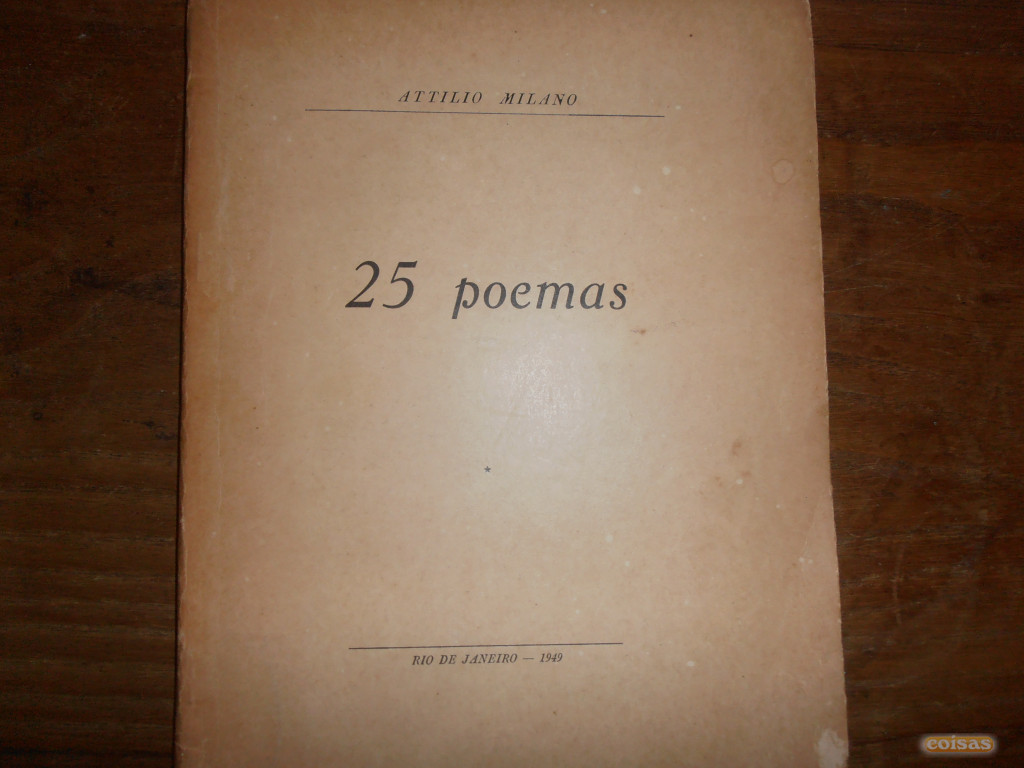 ATTILIO MILANO
25 poemas
*
RIO DE JANEIRO — 1949
coisas